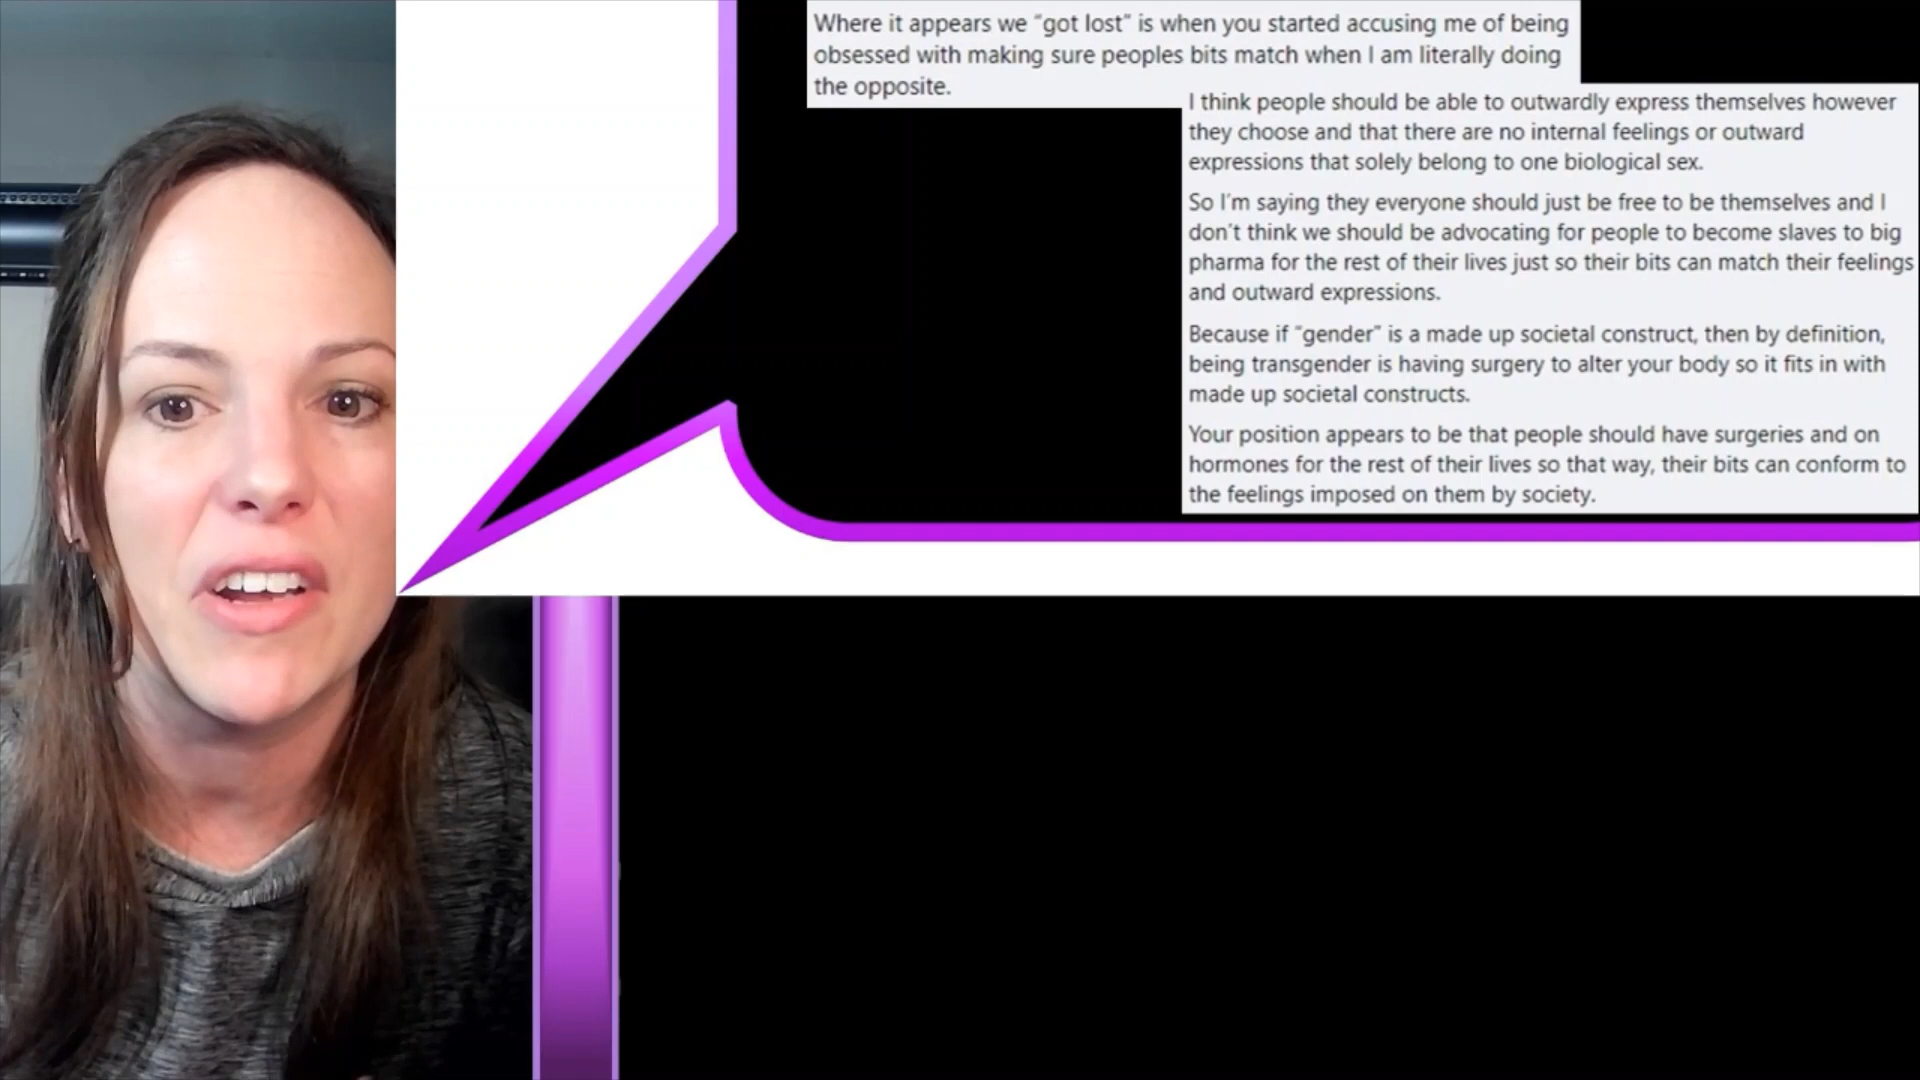 Where it appears we “got lost” is when you started accusing me of being
obsessed with making sure peoples bits match when I am literally doing
the opposite.
I think people should be able to outwardly express themselves however
they choose and that there are no internal feelings or outward
expressions that solely belong to one biological sex.
So I’m saying they everyone should just be free to be themselves and I
don’t think we should be advocating for people to become slaves to big
pharma for the rest of their lives just so their bits can match their feelings
and outward expressions.
Because if “gender” is a made up societal construct, then by definition,
being transgender is having surgery to alter your body so it fits in with
made up societal constructs.
Your position appears to be that people should have surgeries and on
hormones for the rest of their lives so that way, their bits can conform to
the feelings imposed on them by society.